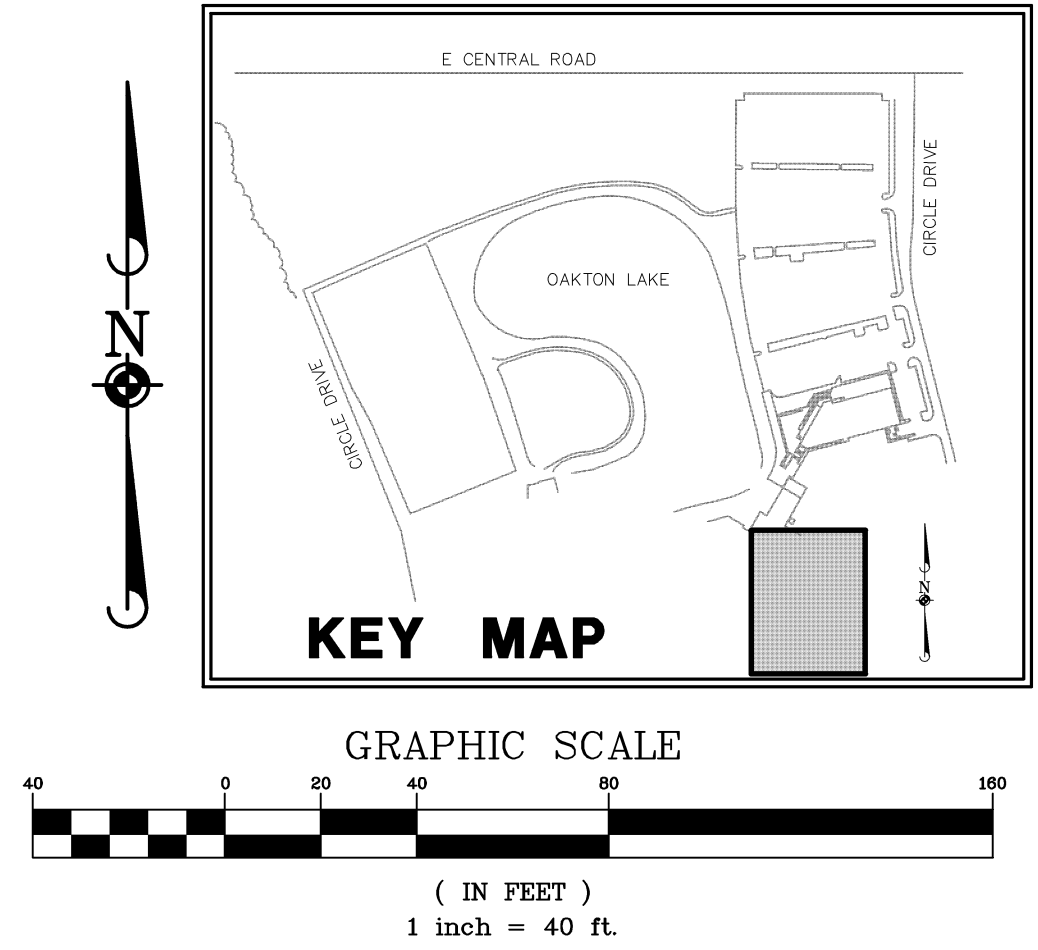 E CENTRAL ROAD
CIRCLE DRIVE
OAKTON LAKE
N
CIRCLE DRIVE
N
KEY MAP
GRAPHIC SCALE
40 0 20 40 80 160
( IN FEET )
1 inch = 40 ft.